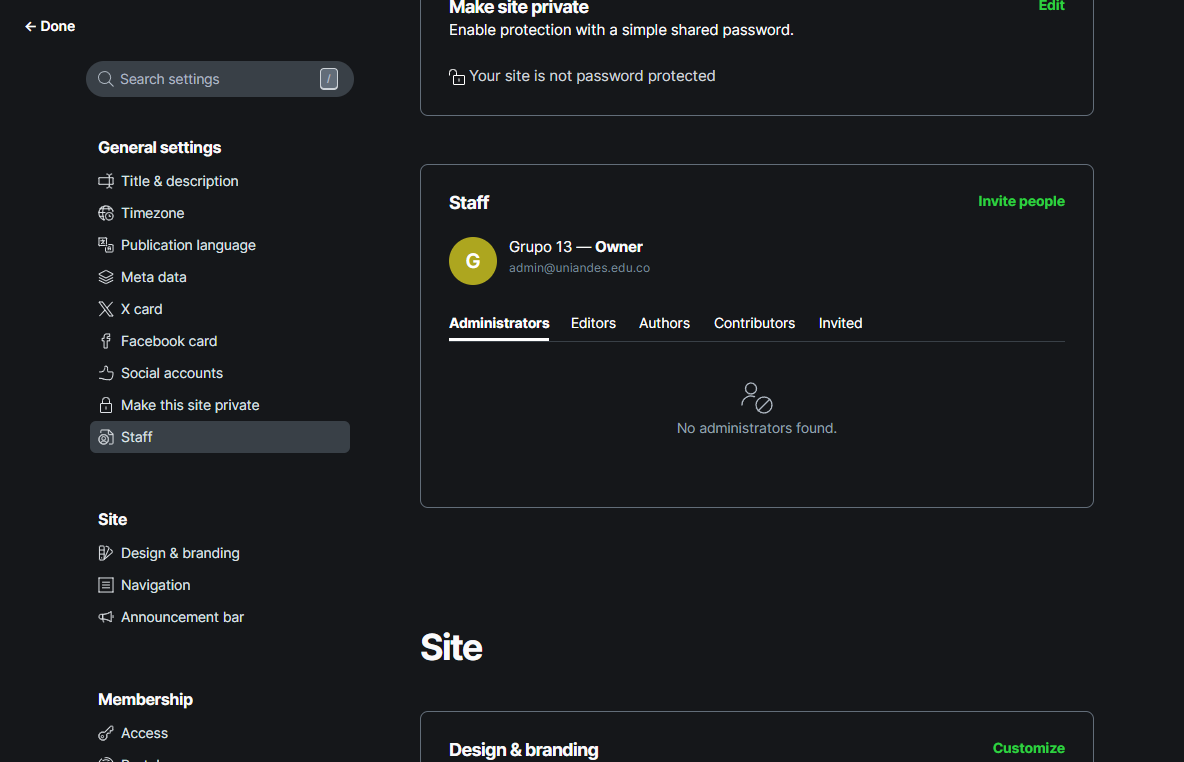 ← Done
Search settings /
General settings
Title & description
Timezone
Publication language
Meta data
X card
Facebook card
Social accounts
Make this site private
Staff
Site
Design & branding
Navigation
Announcement bar
Membership
Access
Make site private Edit
Enable protection with a simple shared password.
Your site is not password protected
Staff Invite people
G
Grupo 13 — Owner
admin@uniandes.edu.co
Administrators Editors Authors Contributors Invited
No administrators found.
Site
Design & branding Customize